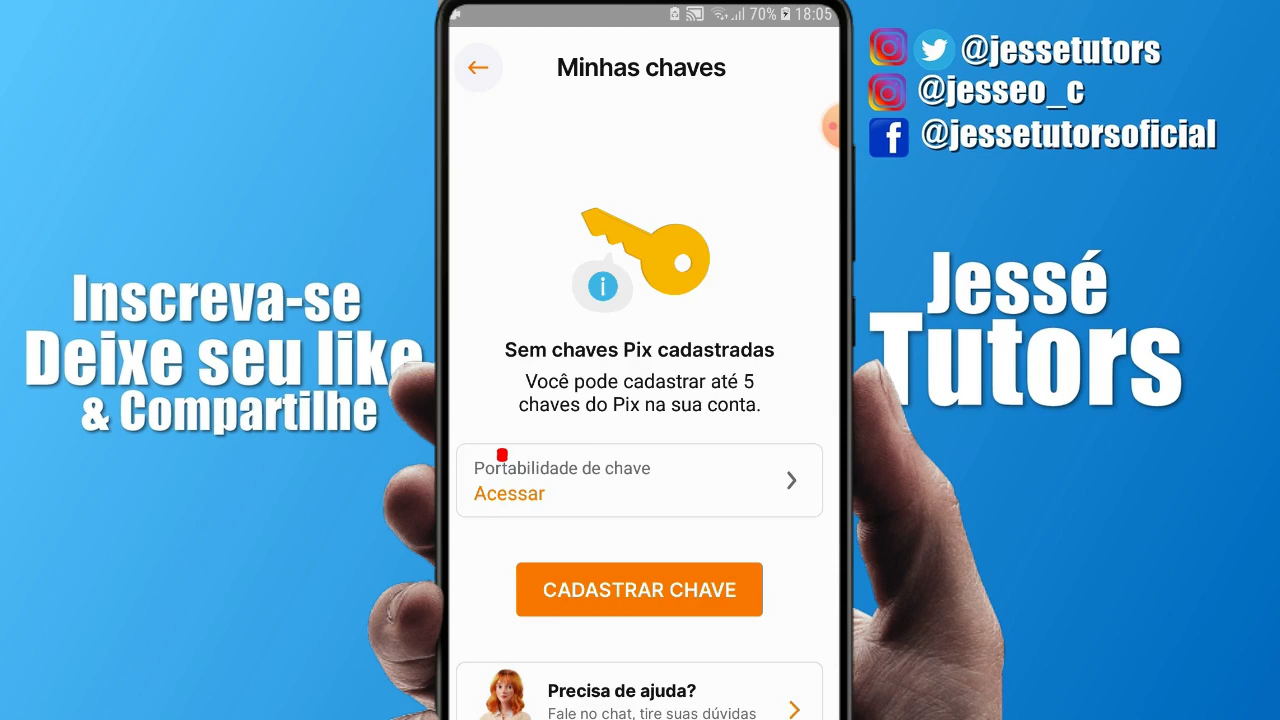 70% 18:05
Minhas chaves
i
Sem chaves Pix cadastradas
Você pode cadastrar até 5
chaves do Pix na sua conta.
Portabilidade de chave
Acessar
CADASTRAR CHAVE
Precisa de ajuda?
Fale no chat, tire suas dúvidas
Inscreva-se
Deixe seu like
& Compartilhe
@jessetutors
@jesseo_c
f @jessetutorsoficial
Jessé
Tutors